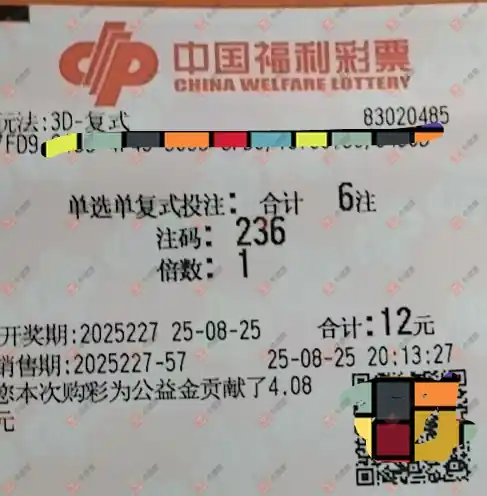 中国福利彩票
CHINA WELFARE LOTTERY
玩法:3D-复式 83020485
7FD9
单选单复式投注: 合计 6注
注码: 236
倍数: 1
开奖期:2025227 25-08-25 合计:12元
销售期:2025227-57 25-08-25 20:13:27
您本次购彩为公益金贡献了4.08
元